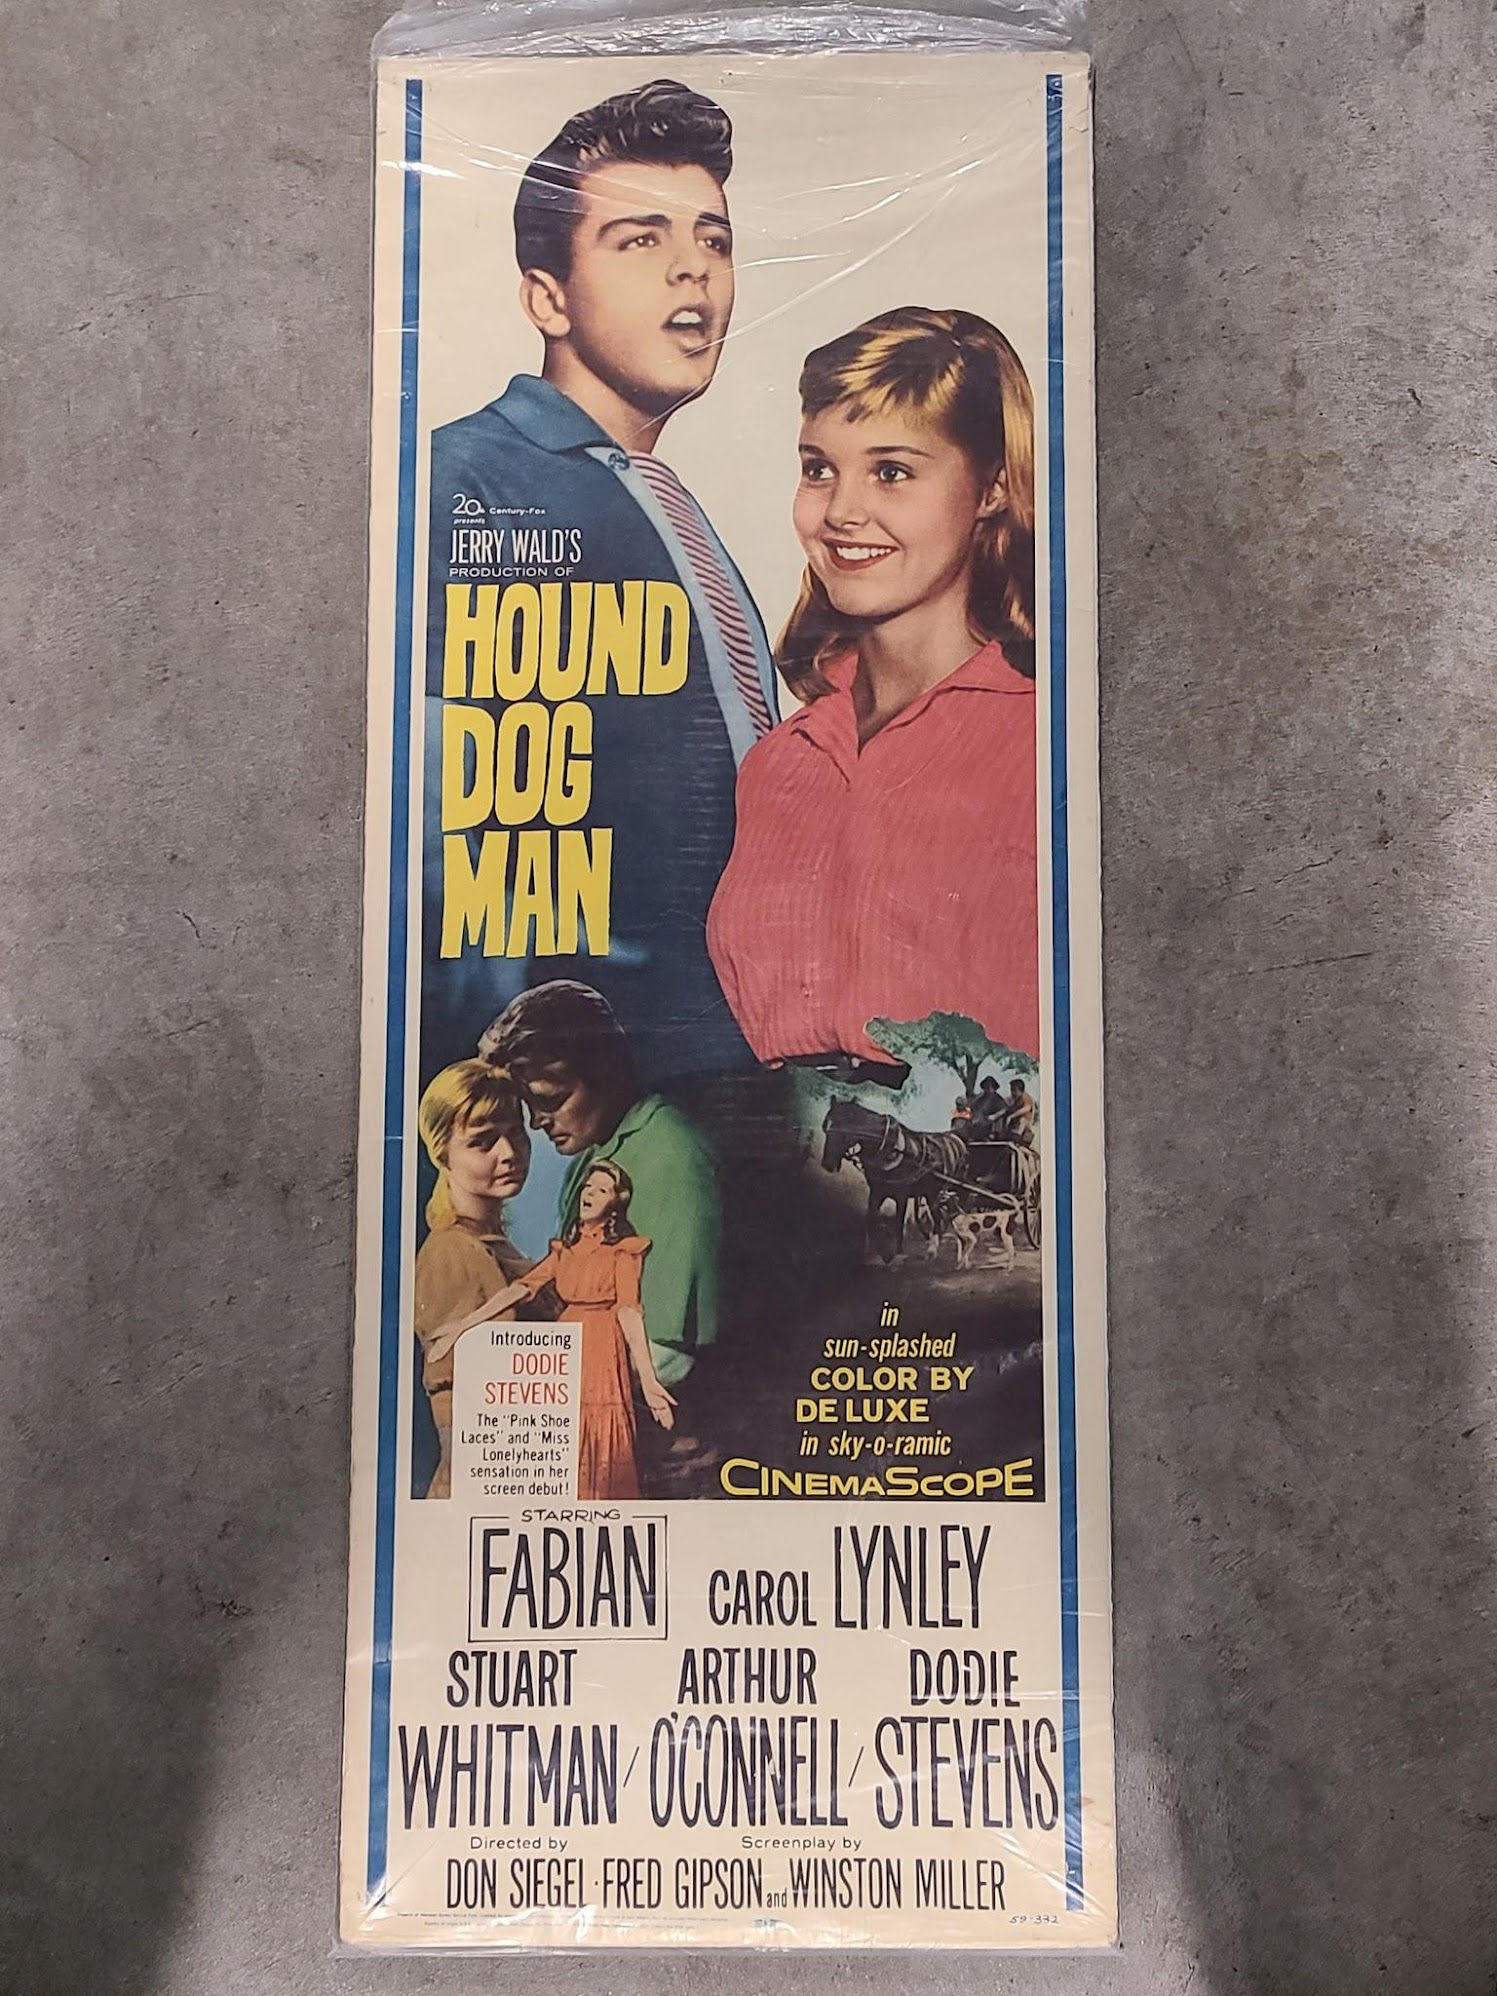 20th Century-Fox
presents
JERRY WALD'S
PRODUCTION OF
HOUND
DOG
MAN
Introducing
DODIE
STEVENS
The "Pink Shoe
Laces" and "Miss
Lonelyhearts"
sensation in her
screen debut!
in
sun-splashed
COLOR BY
DE LUXE
in sky-o-ramic
CINEMASCOPE
STARRING
FABIAN CAROL LYNLEY
STUART ARTHUR DODIE
WHITMAN / O'CONNELL / STEVENS
Directed by Screenplay by
DON SIEGEL · FRED GIPSON and WINSTON MILLER
59-332